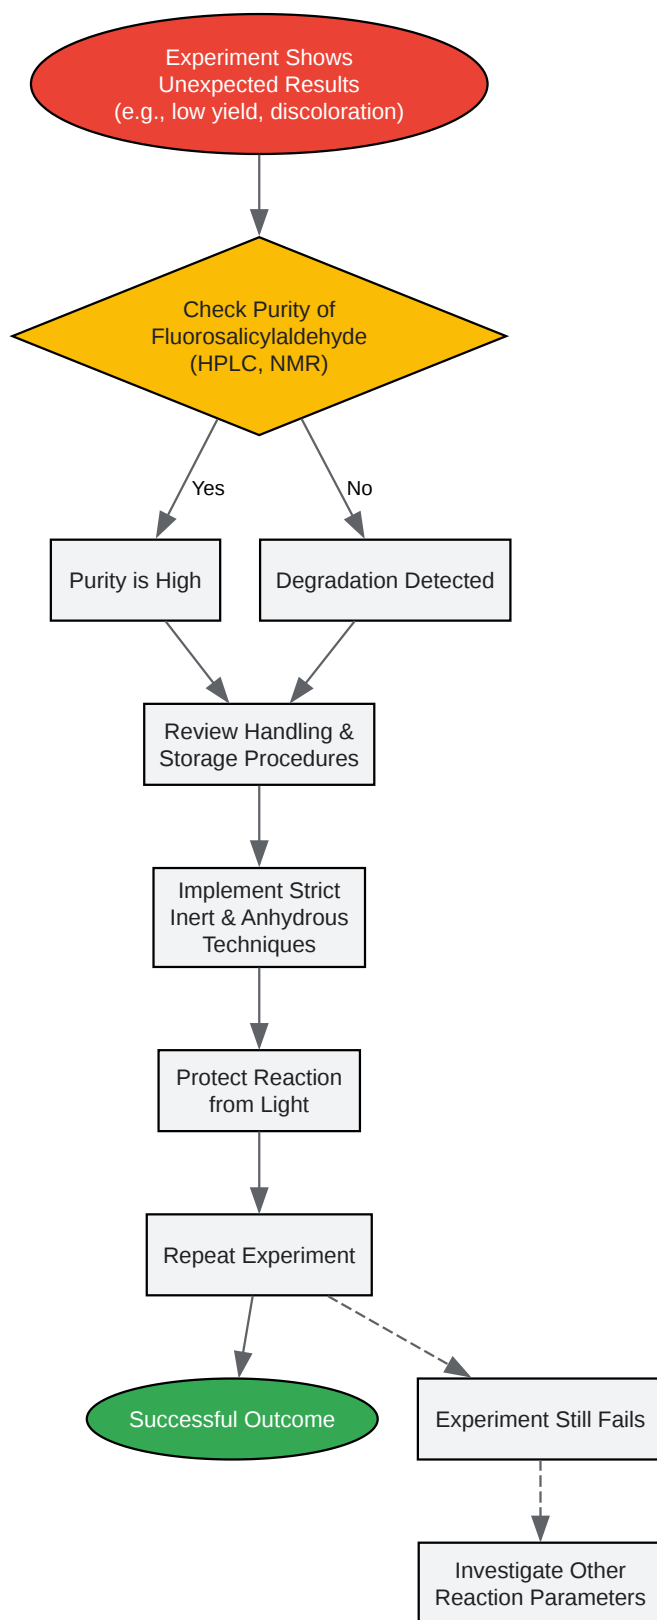 Experiment Shows
Unexpected Results
(e.g., low yield, discoloration)
Check Purity of
Fluorosalicylaldehyde
(HPLC, NMR)
Yes
No
Purity is High
Degradation Detected
Review Handling &
Storage Procedures
Implement Strict
Inert & Anhydrous
Techniques
Protect Reaction
from Light
Repeat Experiment
Successful Outcome
Experiment Still Fails
Investigate Other
Reaction Parameters